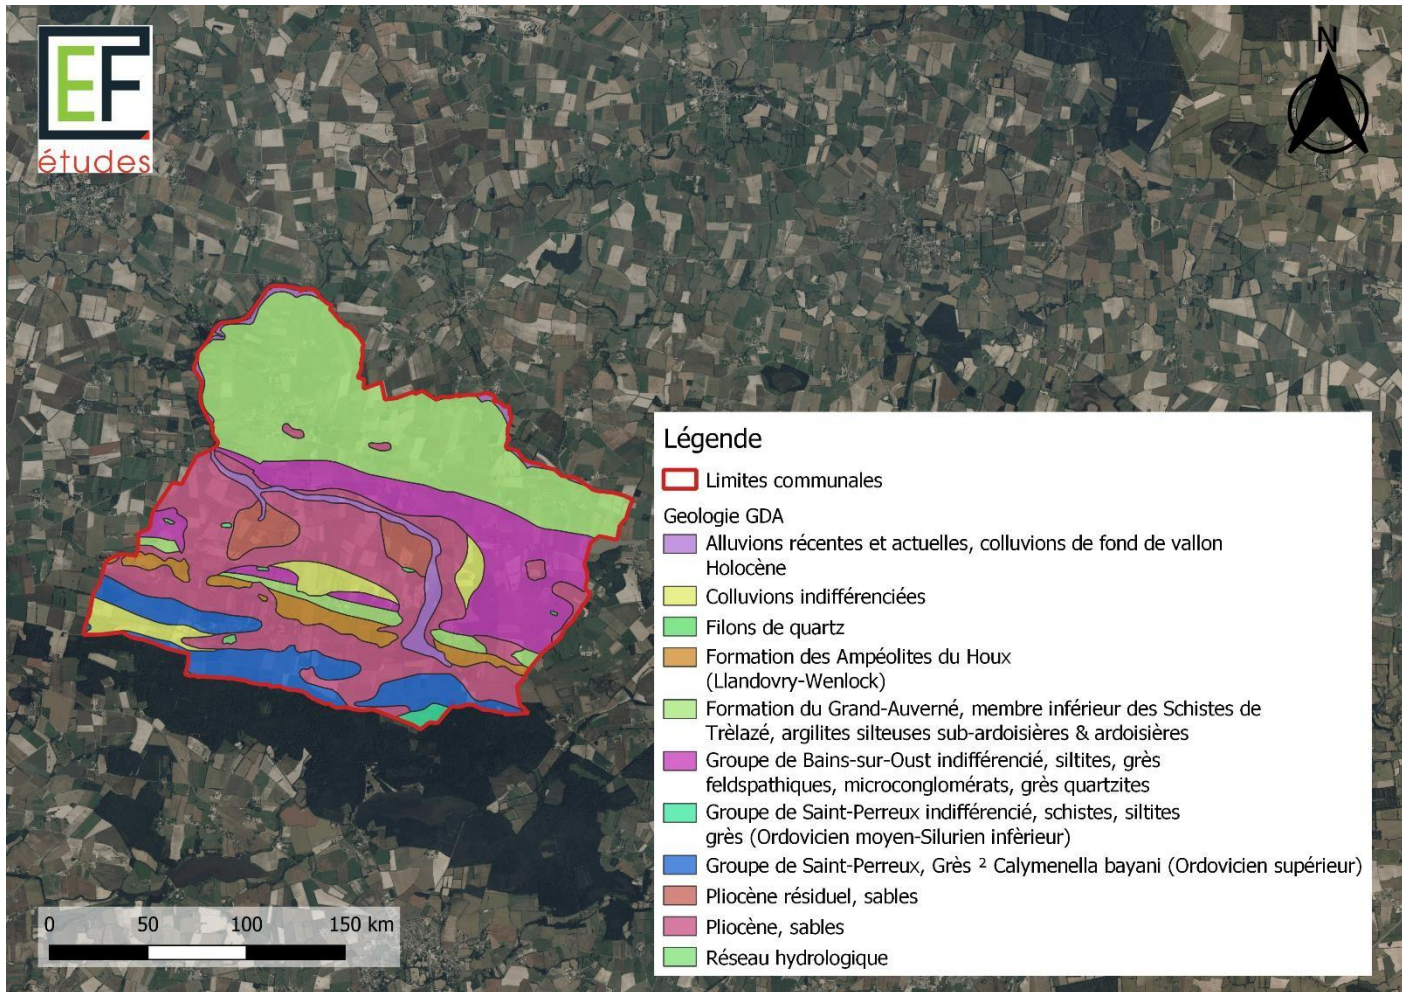 EF
études
N
Légende
Limites communales
Geologie GDA
Alluvions récentes et actuelles, colluvions de fond de vallon
Holocène
Colluvions indifférenciées
Filons de quartz
Formation des Ampéolites du Houx
(Llandovry-Wenlock)
Formation du Grand-Auverné, membre inférieur des Schistes de
Trèlazé, argilites silteuses sub-ardoisières & ardoisières
Groupe de Bains-sur-Oust indifférencié, siltites, grès
feldspathiques, microconglomérats, grès quartzites
Groupe de Saint-Perreux indifférencié, schistes, siltites
grès (Ordovicien moyen-Silurien infèrieur)
Groupe de Saint-Perreux, Grès ² Calymenella bayani (Ordovicien supérieur)
Pliocène résiduel, sables
Pliocène, sables
Réseau hydrologique
0 50 100 150 km